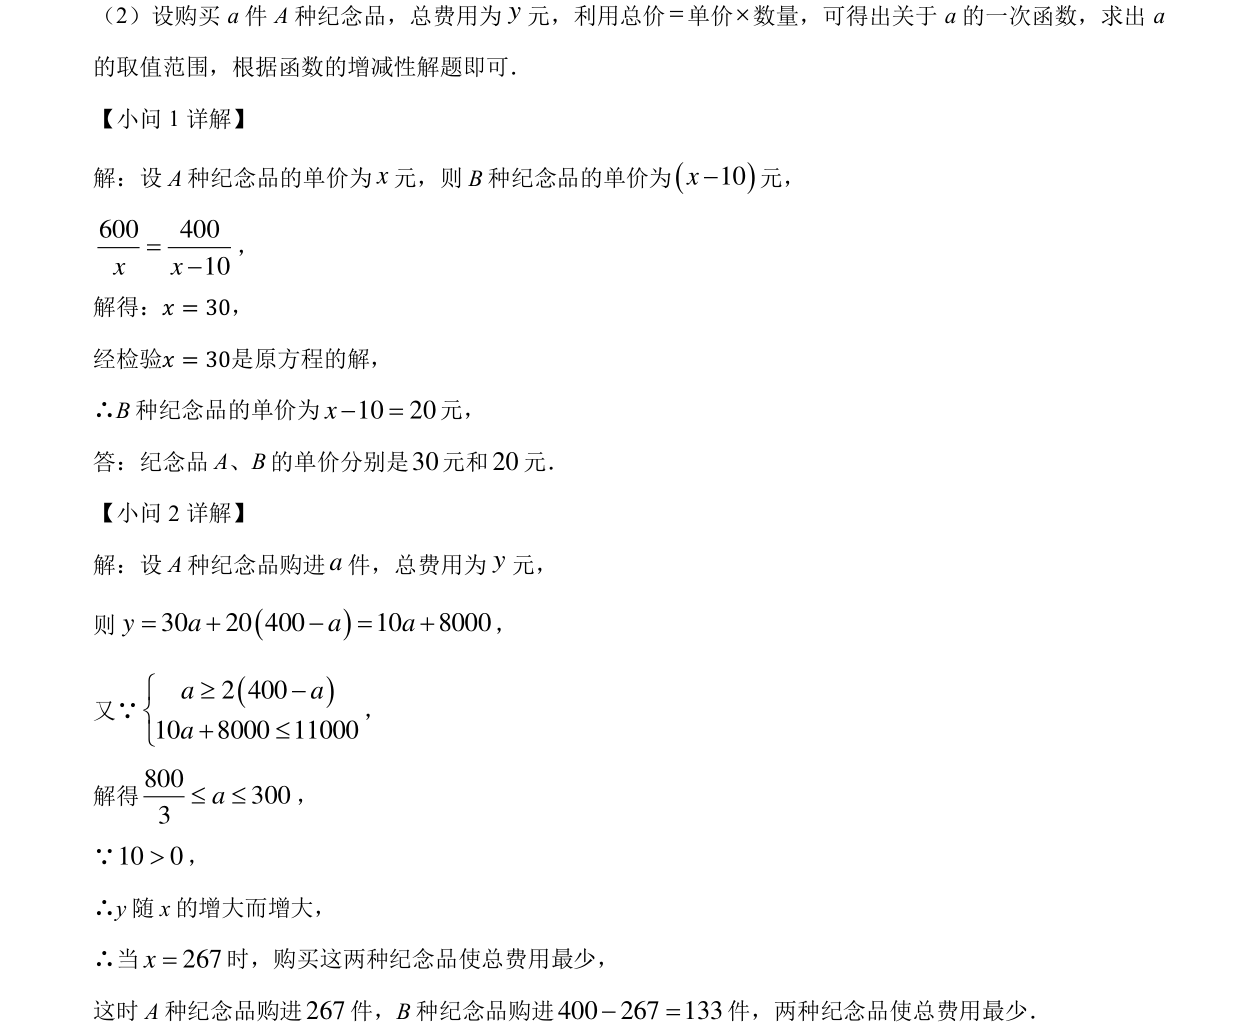 （2）设购买 a 件 A 种纪念品，总费用为 y 元，利用总价=单价×数量，可得出关于 a 的一次函数，求出 a
的取值范围，根据函数的增减性解题即可．
【小问 1 详解】
解：设 A 种纪念品的单价为 x 元，则 B 种纪念品的单价为(x−10)元，
600/x = 400/(x−10)，
解得：x = 30，
经检验x = 30是原方程的解，
∴B 种纪念品的单价为 x−10 = 20 元，
答：纪念品 A、B 的单价分别是 30 元和 20 元．
【小问 2 详解】
解：设 A 种纪念品购进 a 件，总费用为 y 元，
则 y = 30a + 20(400 − a) = 10a + 8000，
又∵ { a ≥ 2(400 − a)
10a + 8000 ≤ 11000，
解得 800/3 ≤ a ≤ 300，
∵10 > 0，
∴y 随 x 的增大而增大，
∴当 x = 267 时，购买这两种纪念品使总费用最少，
这时 A 种纪念品购进 267 件，B 种纪念品购进 400 − 267 = 133 件，两种纪念品使总费用最少．